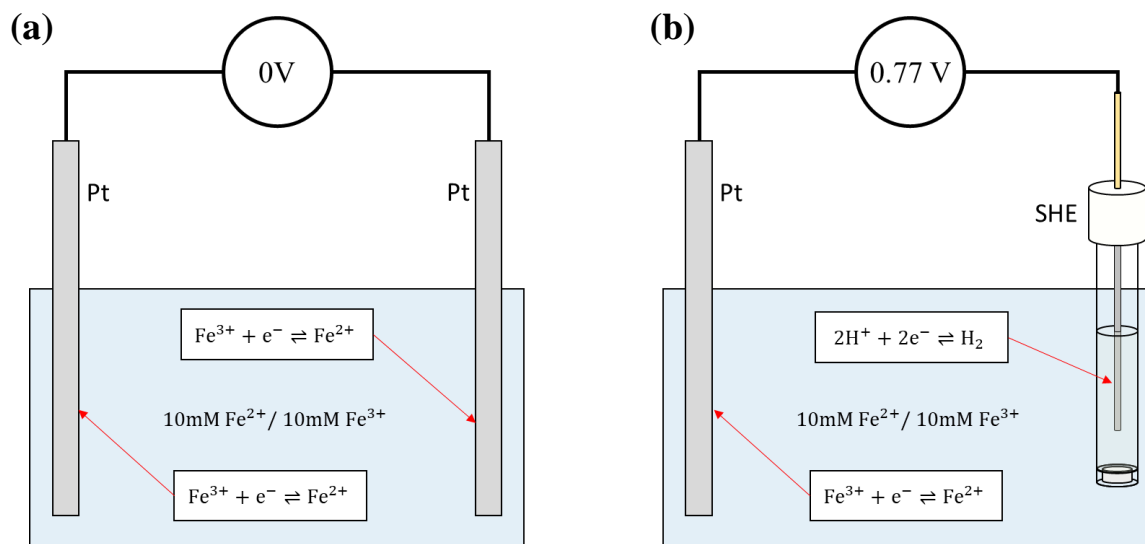 (a)
0V
Pt
Pt
Fe³⁺ + e⁻ ⇌ Fe²⁺
10mM Fe²⁺/ 10mM Fe³⁺
Fe³⁺ + e⁻ ⇌ Fe²⁺
(b)
0.77 V
Pt
SHE
2H⁺ + 2e⁻ ⇌ H₂
10mM Fe²⁺/ 10mM Fe³⁺
Fe³⁺ + e⁻ ⇌ Fe²⁺